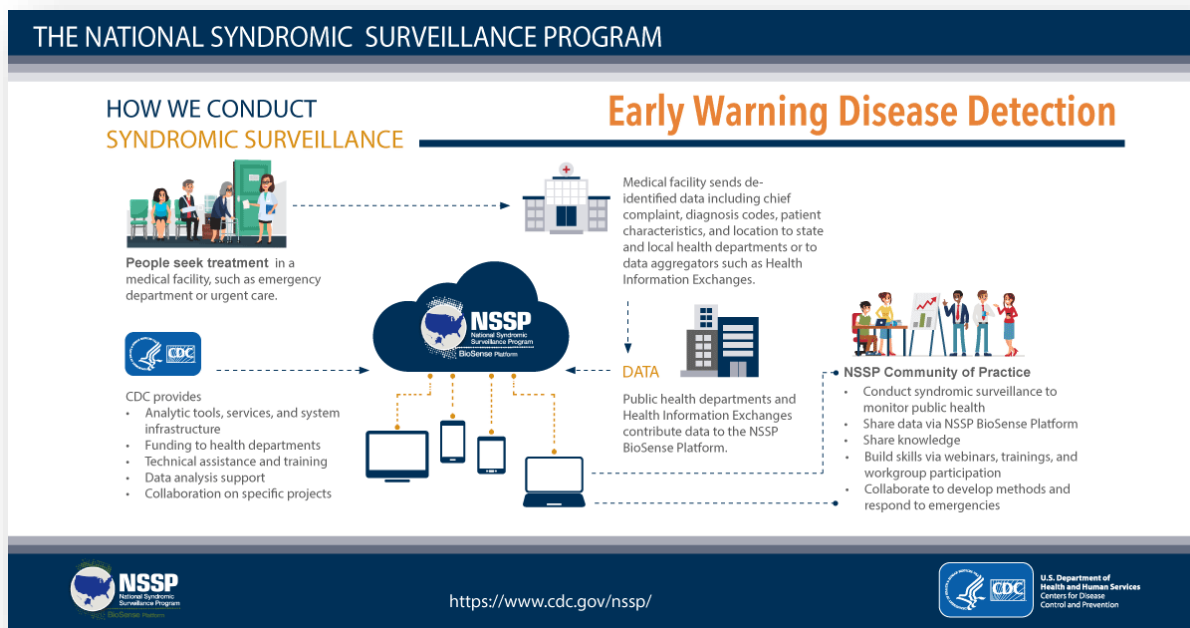 THE NATIONAL SYNDROMIC SURVEILLANCE PROGRAM
HOW WE CONDUCT
SYNDROMIC SURVEILLANCE
Early Warning Disease Detection
People seek treatment in a
medical facility, such as emergency
department or urgent care.
Medical facility sends de-
identified data including chief
complaint, diagnosis codes, patient
characteristics, and location to state
and local health departments or to
data aggregators such as Health
Information Exchanges.
NSSP
National Syndromic
Surveillance Program
BioSense Platform
CDC
CDC provides
• Analytic tools, services, and system
infrastructure
• Funding to health departments
• Technical assistance and training
• Data analysis support
• Collaboration on specific projects
DATA
Public health departments and
Health Information Exchanges
contribute data to the NSSP
BioSense Platform.
NSSP Community of Practice
• Conduct syndromic surveillance to
monitor public health
• Share data via NSSP BioSense Platform
• Share knowledge
• Build skills via webinars, trainings, and
workgroup participation
• Collaborate to develop methods and
respond to emergencies
NSSP
National Syndromic
Surveillance Program
BioSense Platform
https://www.cdc.gov/nssp/
CDC
U.S. Department of
Health and Human Services
Centers for Disease
Control and Prevention